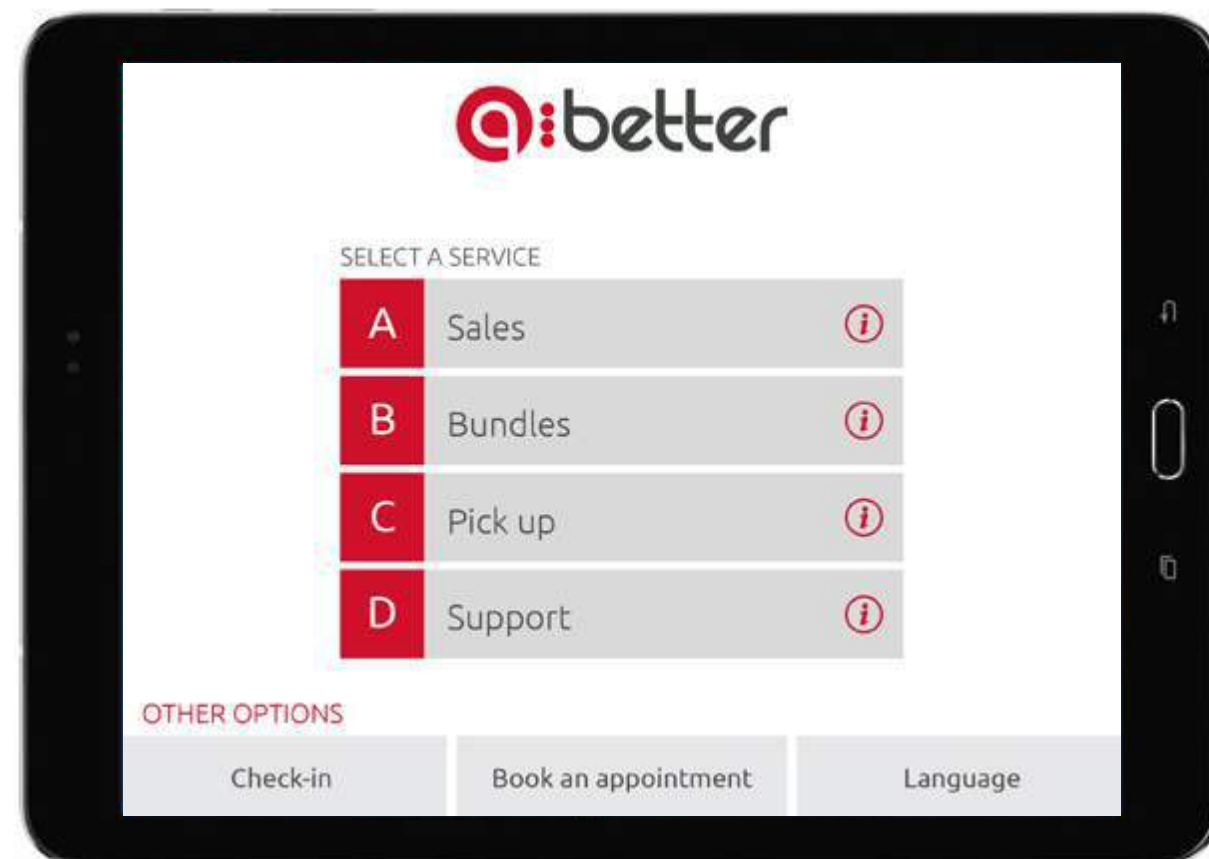 q:better
SELECT A SERVICE
A Sales i
B Bundles i
C Pick up i
D Support i
OTHER OPTIONS
Check-in Book an appointment Language